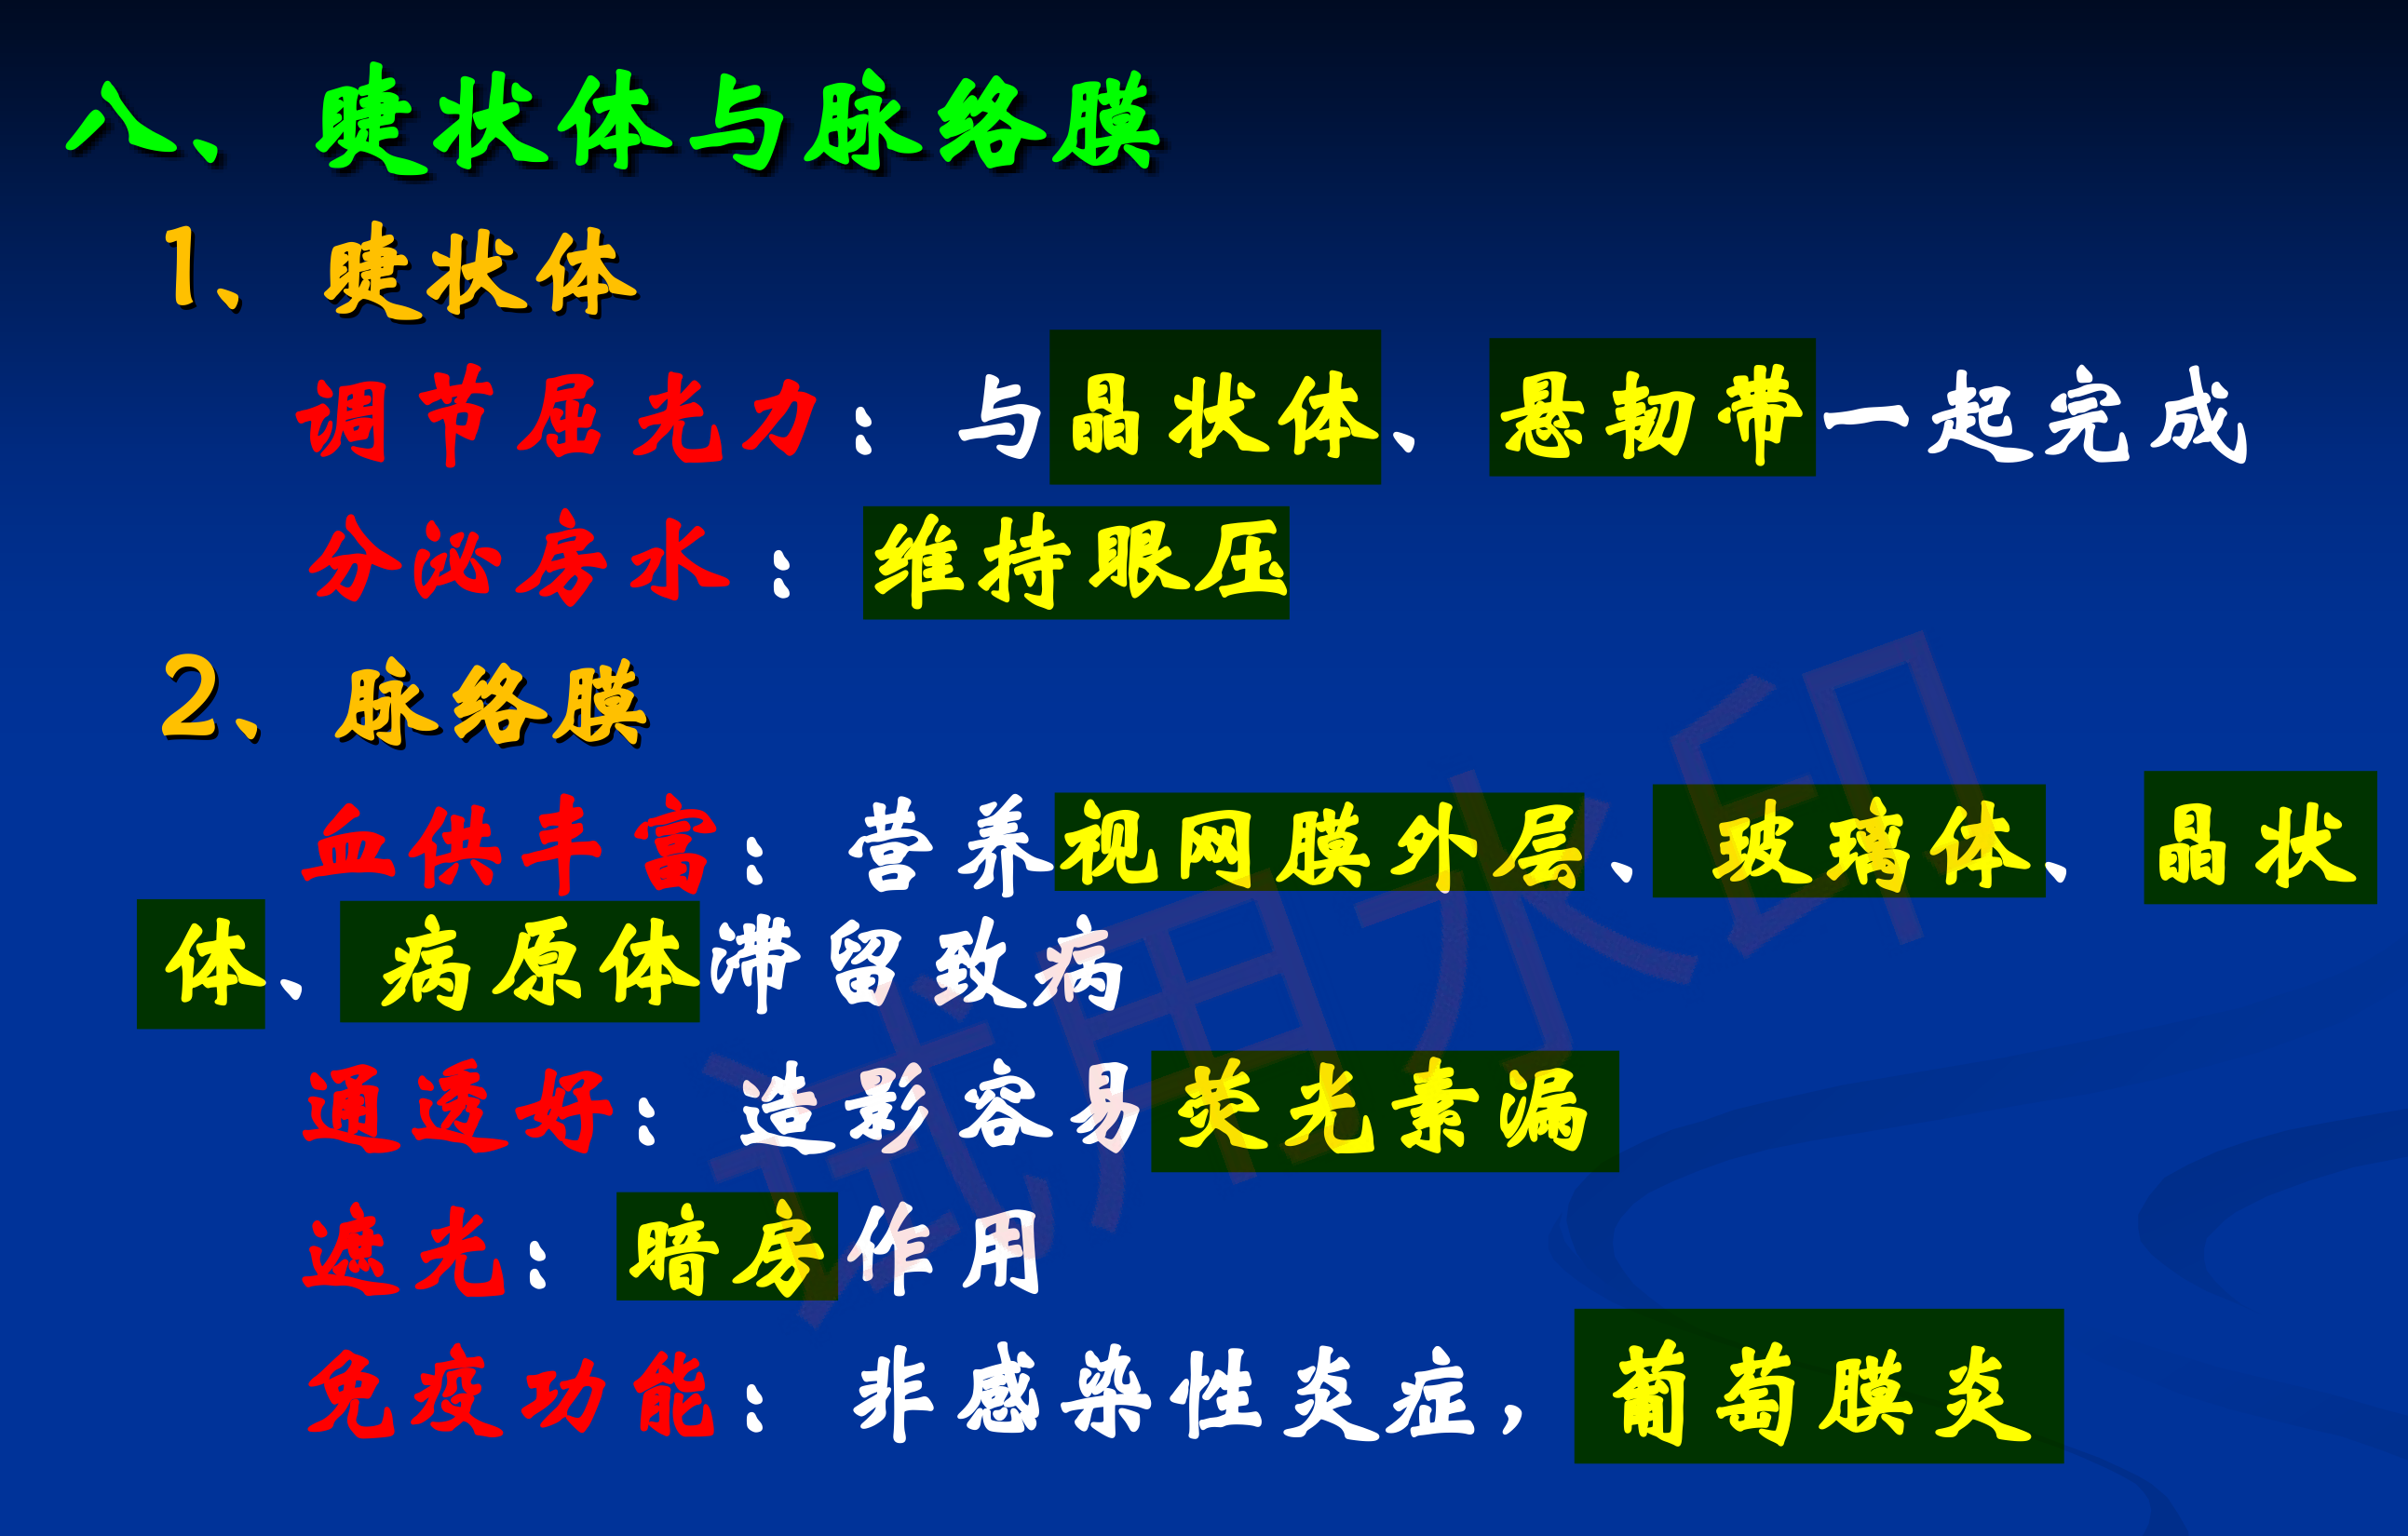 八、睫状体与脉络膜
1、睫状体
调节屈光力：与晶状体、悬韧带一起完成
分泌房水：维持眼压
2、脉络膜
血供丰富：营养视网膜外层、玻璃体、晶状
体、病原体滞留致病
通透好：造影容易荧光素漏
遮光：暗房作用
免疫功能：非感染性炎症，葡萄膜炎
试用水印